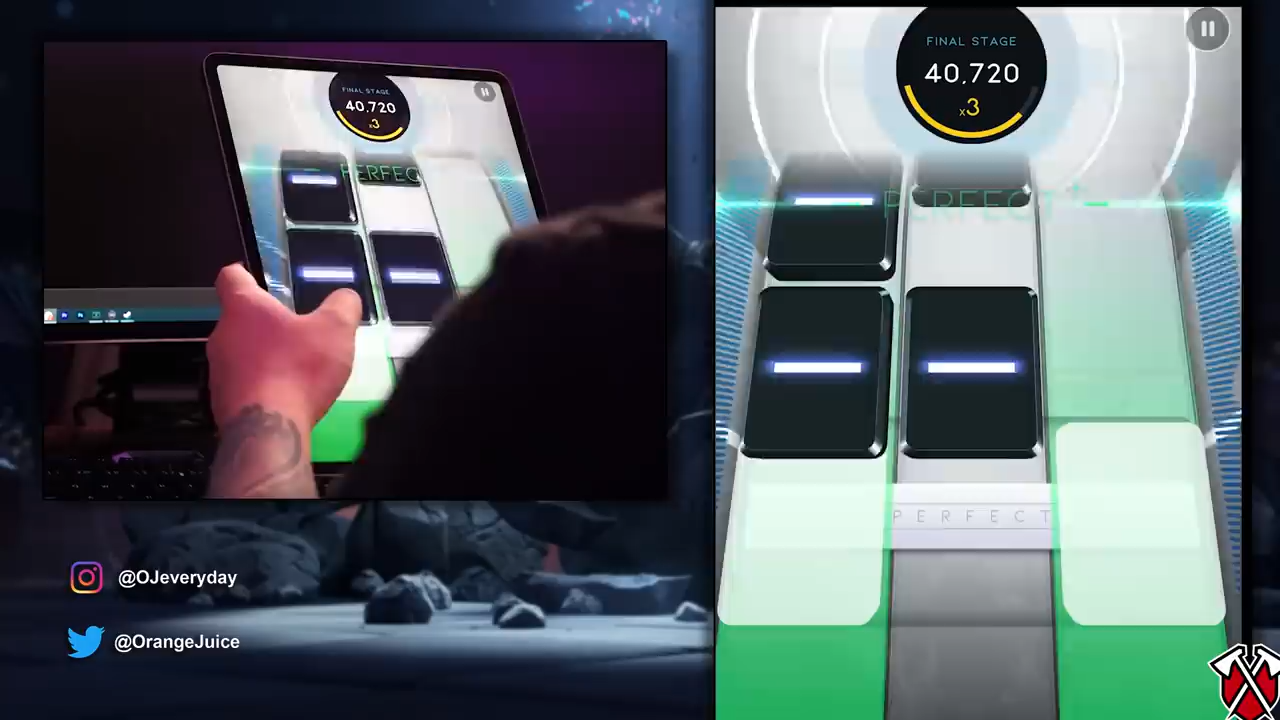 FINAL STAGE
40,720
x3
PERFECT
@OJeveryday
@OrangeJuice
FINAL STAGE
40,720
x3
PERFECT
PERFECT